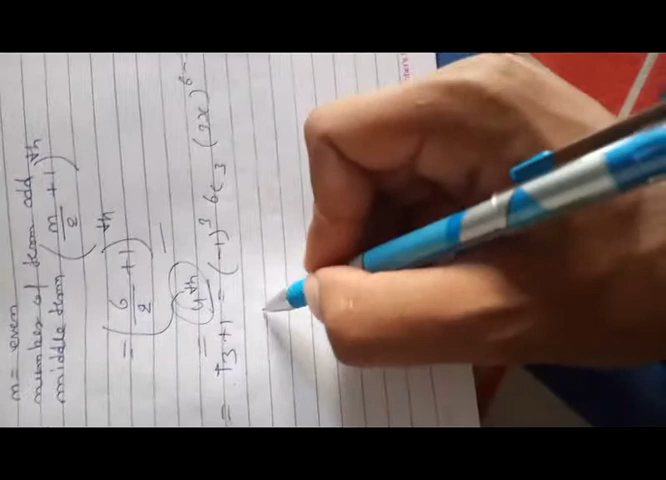 n = even
number of term odd
middle term (n/2 + 1)th
= (6/2 + 1)th
= 4th
= T3+1 = (-1)^3 6C3 (2x)^6-